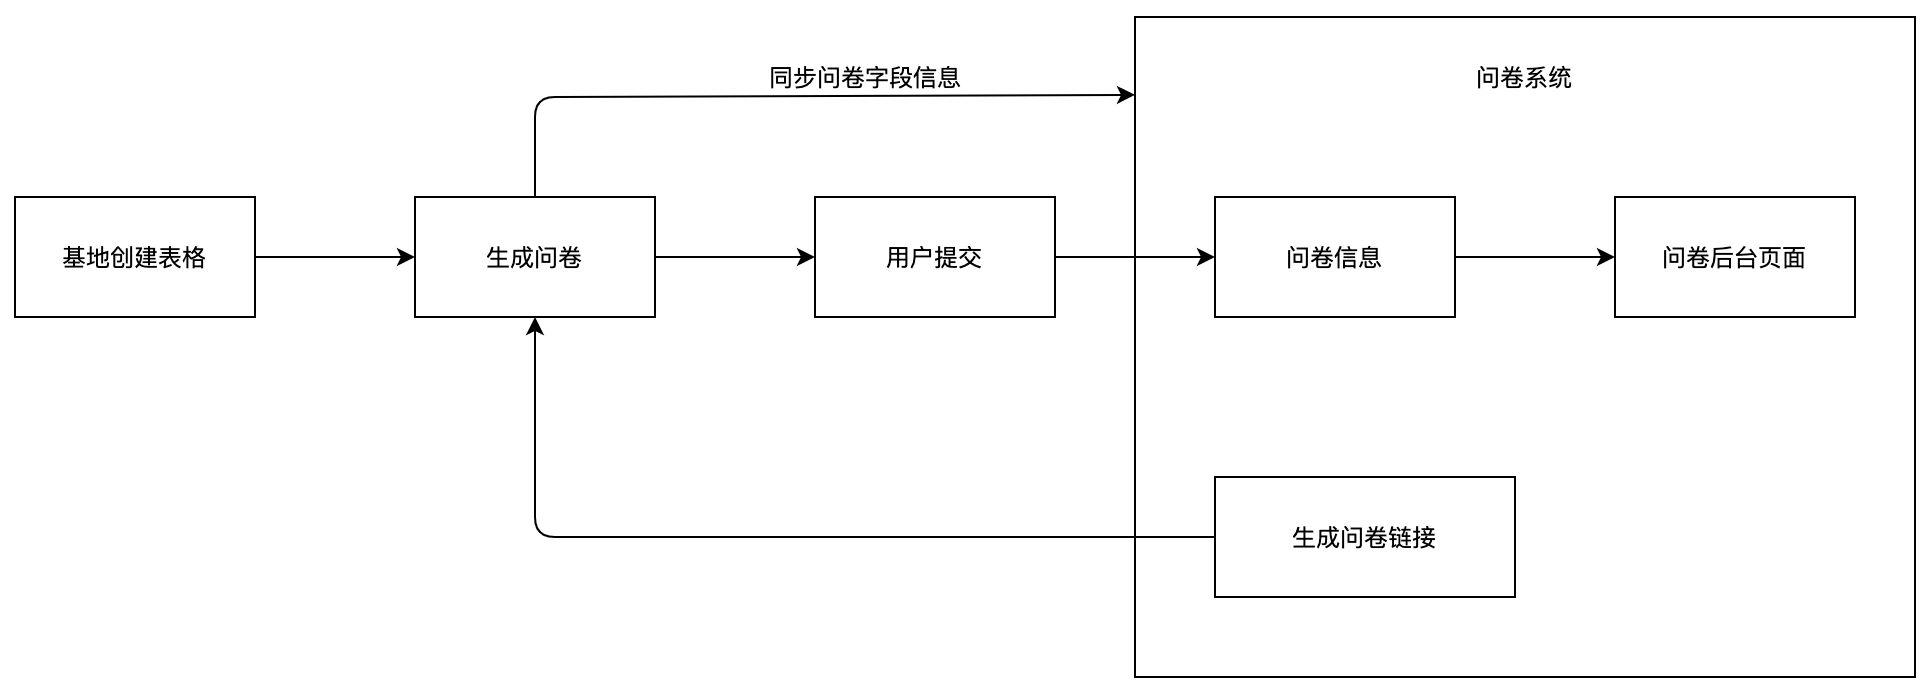 同步问卷字段信息
问卷系统
基地创建表格
生成问卷
用户提交
问卷信息
问卷后台页面
生成问卷链接